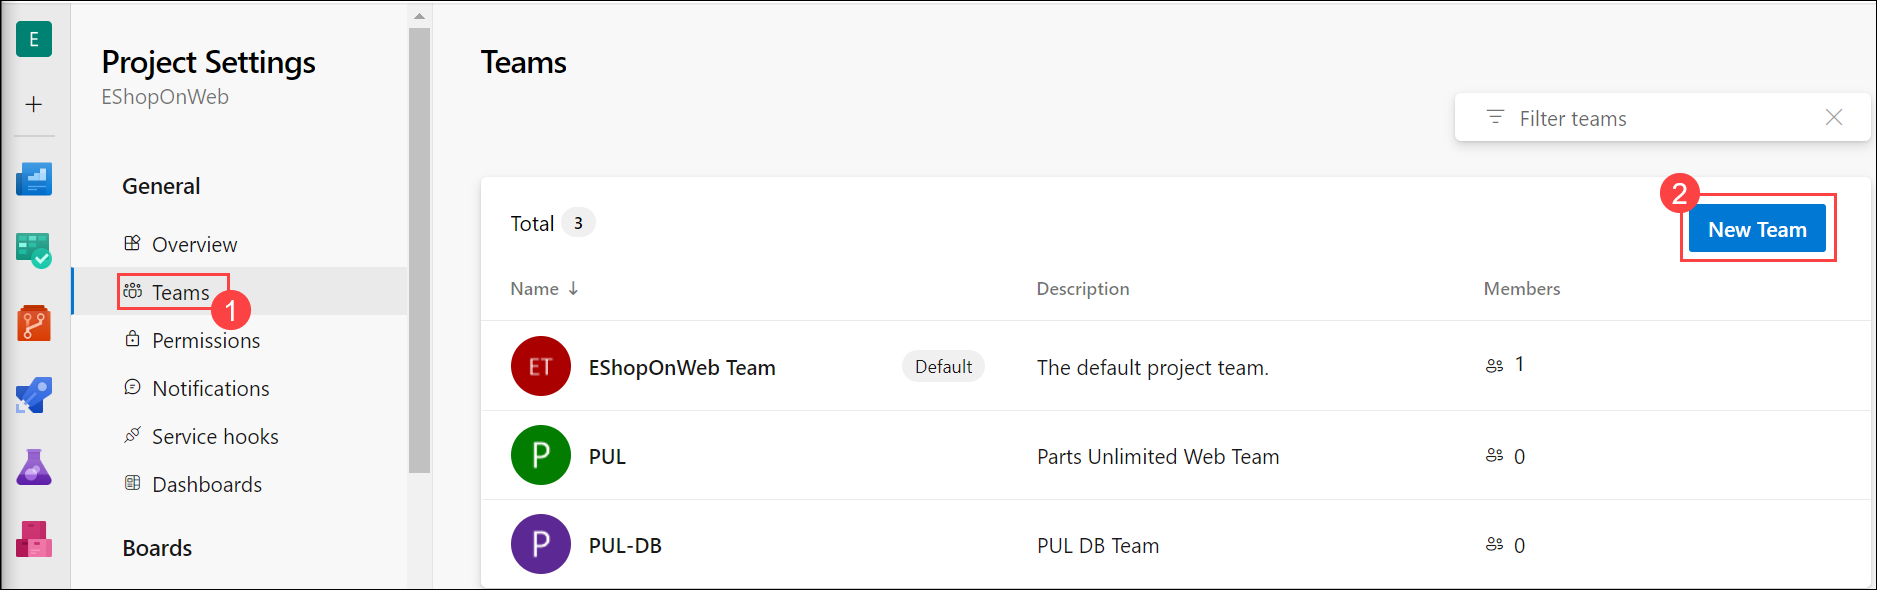 E
Project Settings
EShopOnWeb
General
Overview
Teams
1
Permissions
Notifications
Service hooks
Dashboards
Boards
Teams
Filter teams
Total 3
2
New Team
Name ↓ Description Members
ET EShopOnWeb Team Default The default project team. 1
P PUL Parts Unlimited Web Team 0
P PUL-DB PUL DB Team 0